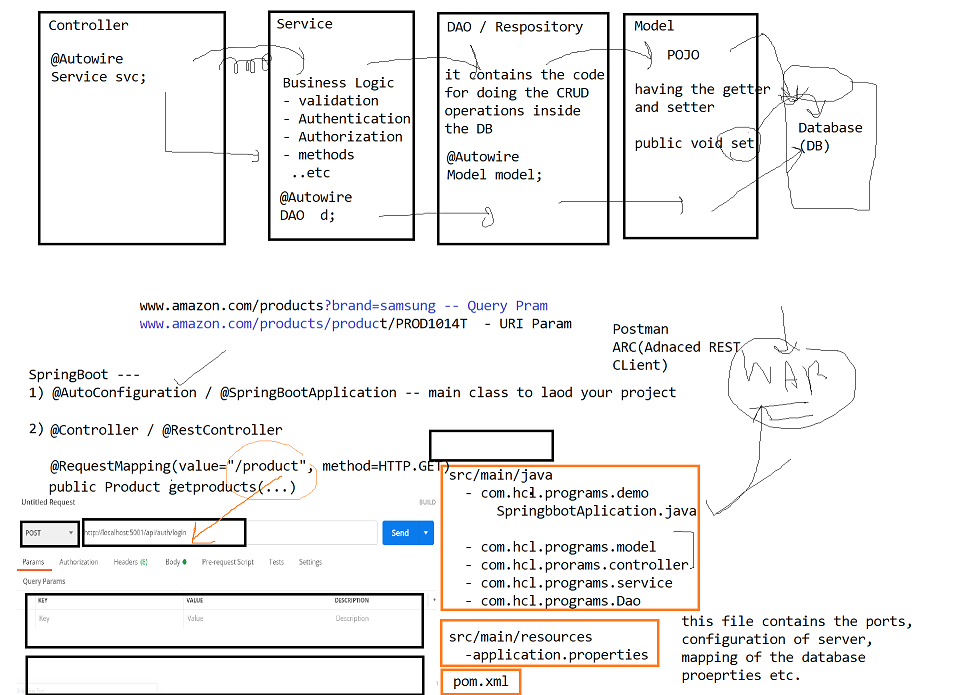 Controller
@Autowire
Service svc;
Service
Business Logic
- validation
- Authentication
- Authorization
- methods
..etc
@Autowire
DAO d;
DAO / Respository
it contains the code
for doing the CRUD
operations inside
the DB
@Autowire
Model model;
Model
POJO
having the getter
and setter
public void set
Database
(DB)
www.amazon.com/products?brand=samsung -- Query Pram
www.amazon.com/products/product/PROD1014T - URI Param
Postman
ARC(Adnaced REST
CLient)
WAR
SpringBoot ---
1) @AutoConfiguration / @SpringBootApplication -- main class to laod your project
2) @Controller / @RestController
@RequestMapping(value="/product", method=HTTP.GET)
public Product getproducts(...)
Untitled Request
BUILD
POST
http://localhost:5001/api/auth/login
Send
Params Authorization Headers (6) Body Pre-request Script Tests Settings
Query Params
KEY VALUE DESCRIPTION
Key Value Description
src/main/java
- com.hcl.programs.demo
SpringbbotAplication.java
- com.hcl.programs.model
- com.hcl.prorams.controller
- com.hcl.programs.service
- com.hcl.programs.Dao
src/main/resources
-application.properties
pom.xml
this file contains the ports,
configuration of server,
mapping of the database
proeprties etc.